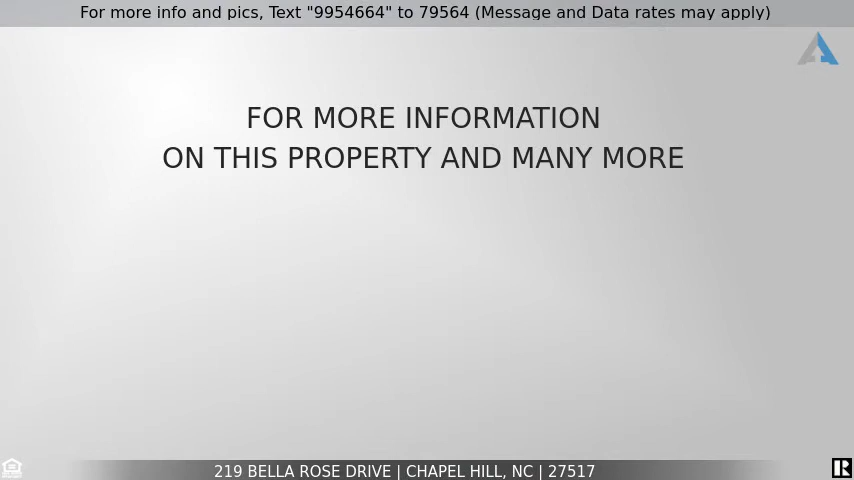 For more info and pics, Text "9954664" to 79564 (Message and Data rates may apply)
FOR MORE INFORMATION
ON THIS PROPERTY AND MANY MORE
219 BELLA ROSE DRIVE | CHAPEL HILL, NC | 27517